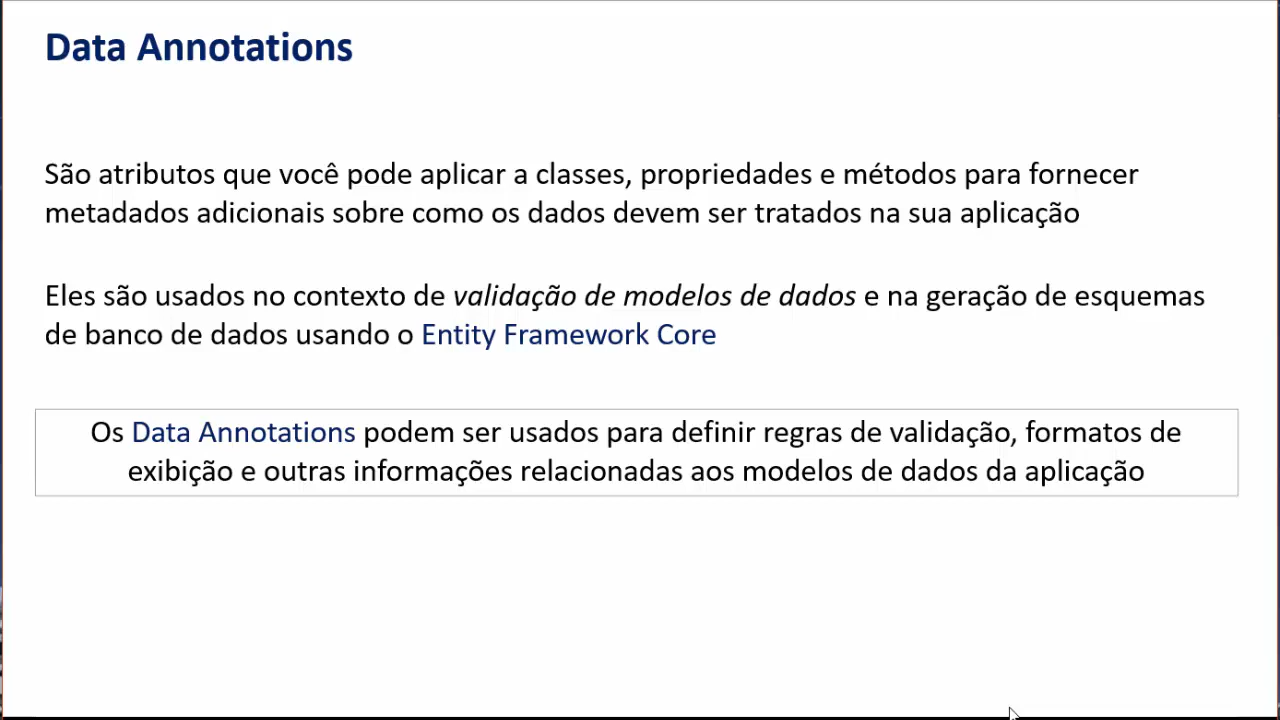 Data Annotations
São atributos que você pode aplicar a classes, propriedades e métodos para fornecer
metadados adicionais sobre como os dados devem ser tratados na sua aplicação
Eles são usados no contexto de validação de modelos de dados e na geração de esquemas
de banco de dados usando o Entity Framework Core
Os Data Annotations podem ser usados para definir regras de validação, formatos de
exibição e outras informações relacionadas aos modelos de dados da aplicação